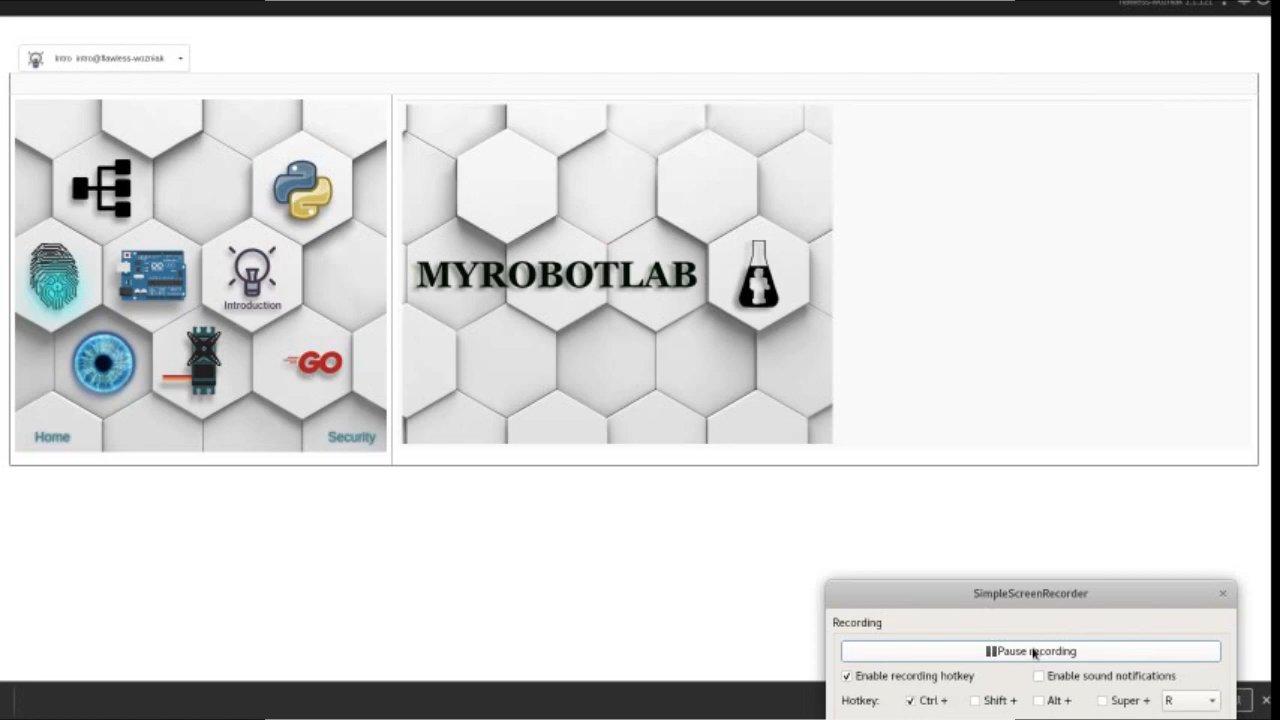 Intro intro@flawless-wozniak
Introduction
GO
Home
Security
MYROBOTLAB
SimpleScreenRecorder
Recording
Pause recording
Enable recording hotkey
Enable sound notifications
Hotkey: Ctrl + Shift + Alt + Super + R